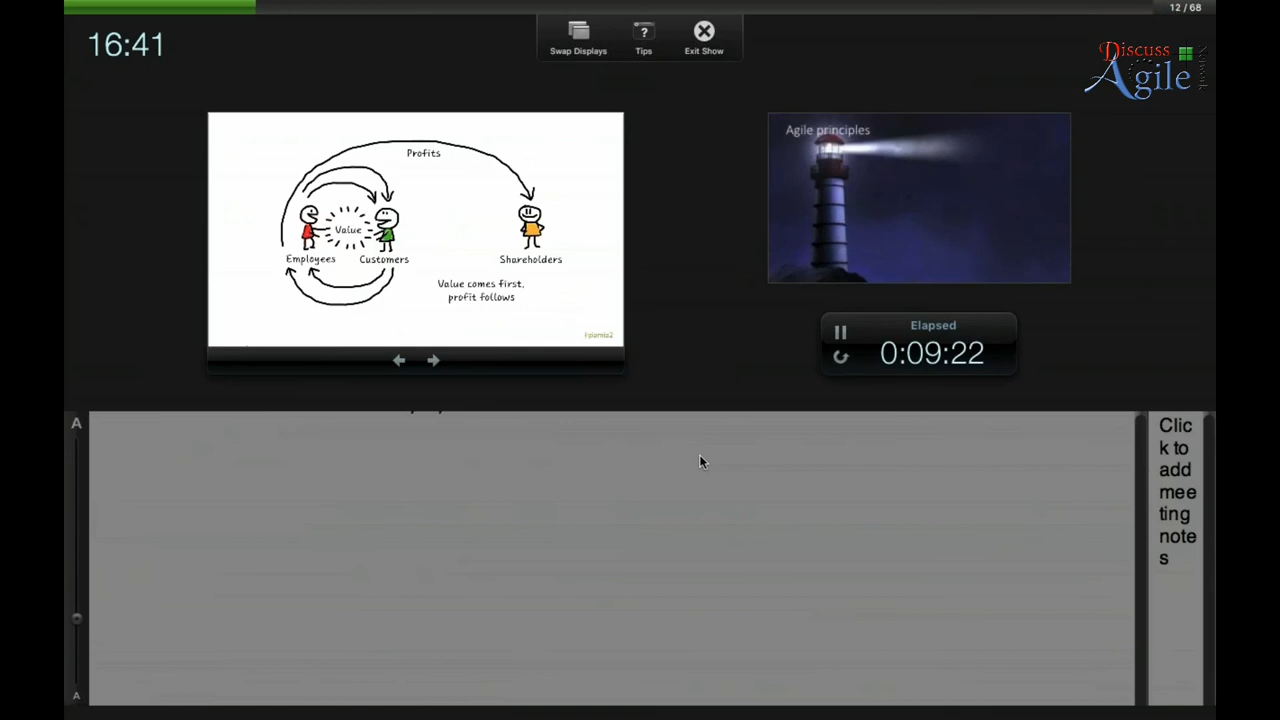 12 / 68
16:41
Swap Displays
Tips
Exit Show
Discuss
Agile
Network
Profits
Value
Employees
Customers
Shareholders
Value comes first,
profit follows
Agile principles
Elapsed
0:09:22
A
A
Clic
k to
add
mee
ting
note
s